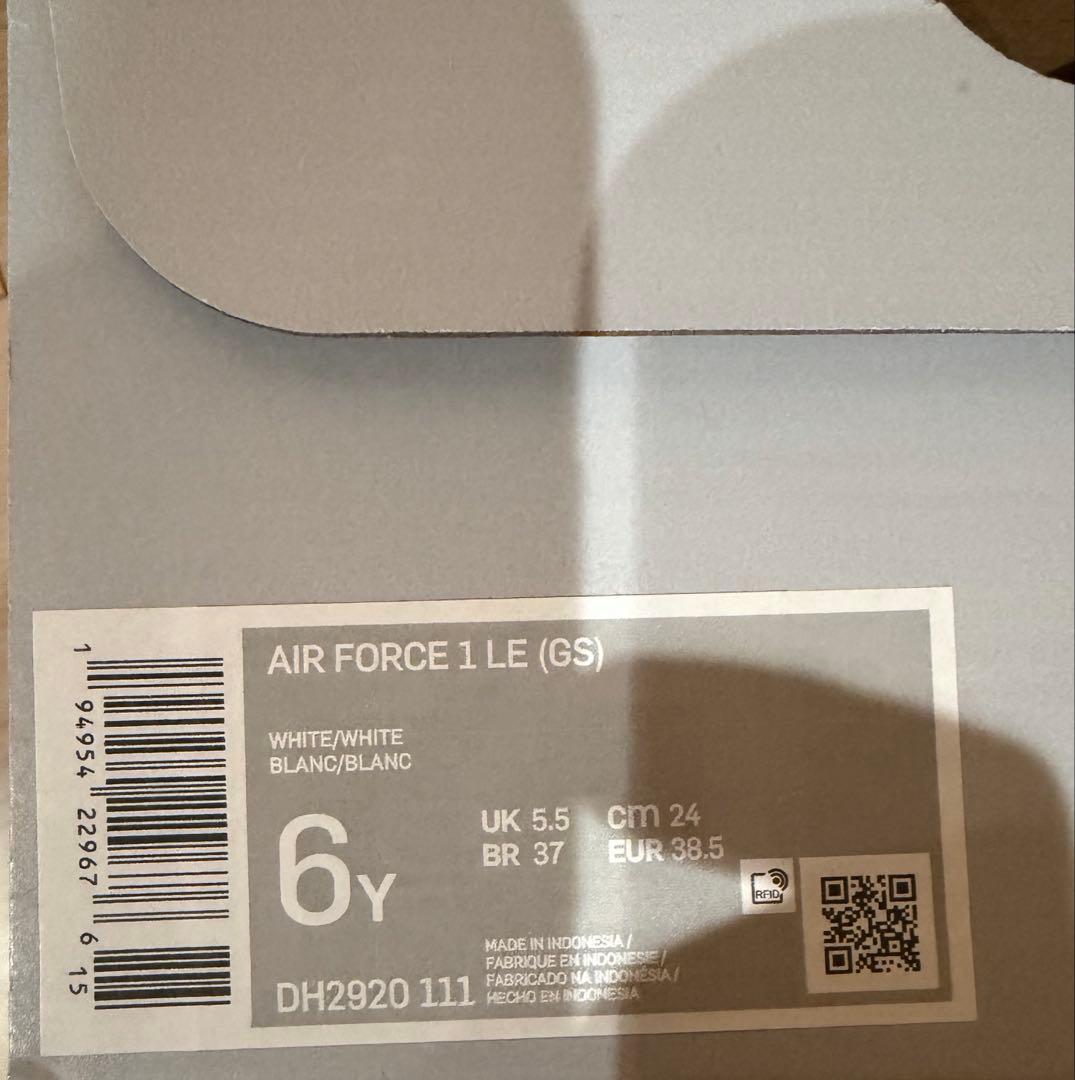 AIR FORCE 1 LE (GS)
WHITE/WHITE
BLANC/BLANC
6Y
UK 5.5 cm 24
BR 37 EUR 38.5
RFID
MADE IN INDONESIA /
FABRIQUE EN INDONESIE /
FABRICADO NA INDONÉSIA /
HECHO EN INDONESIA
DH2920 111
1 94954 22967 6 15